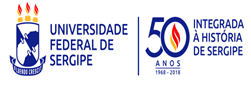 UNIVERSIDADE
FEDERAL DE
SERGIPE
50
ANOS
1968 - 2018
INTEGRADA
À HISTÓRIA
DE SERGIPE